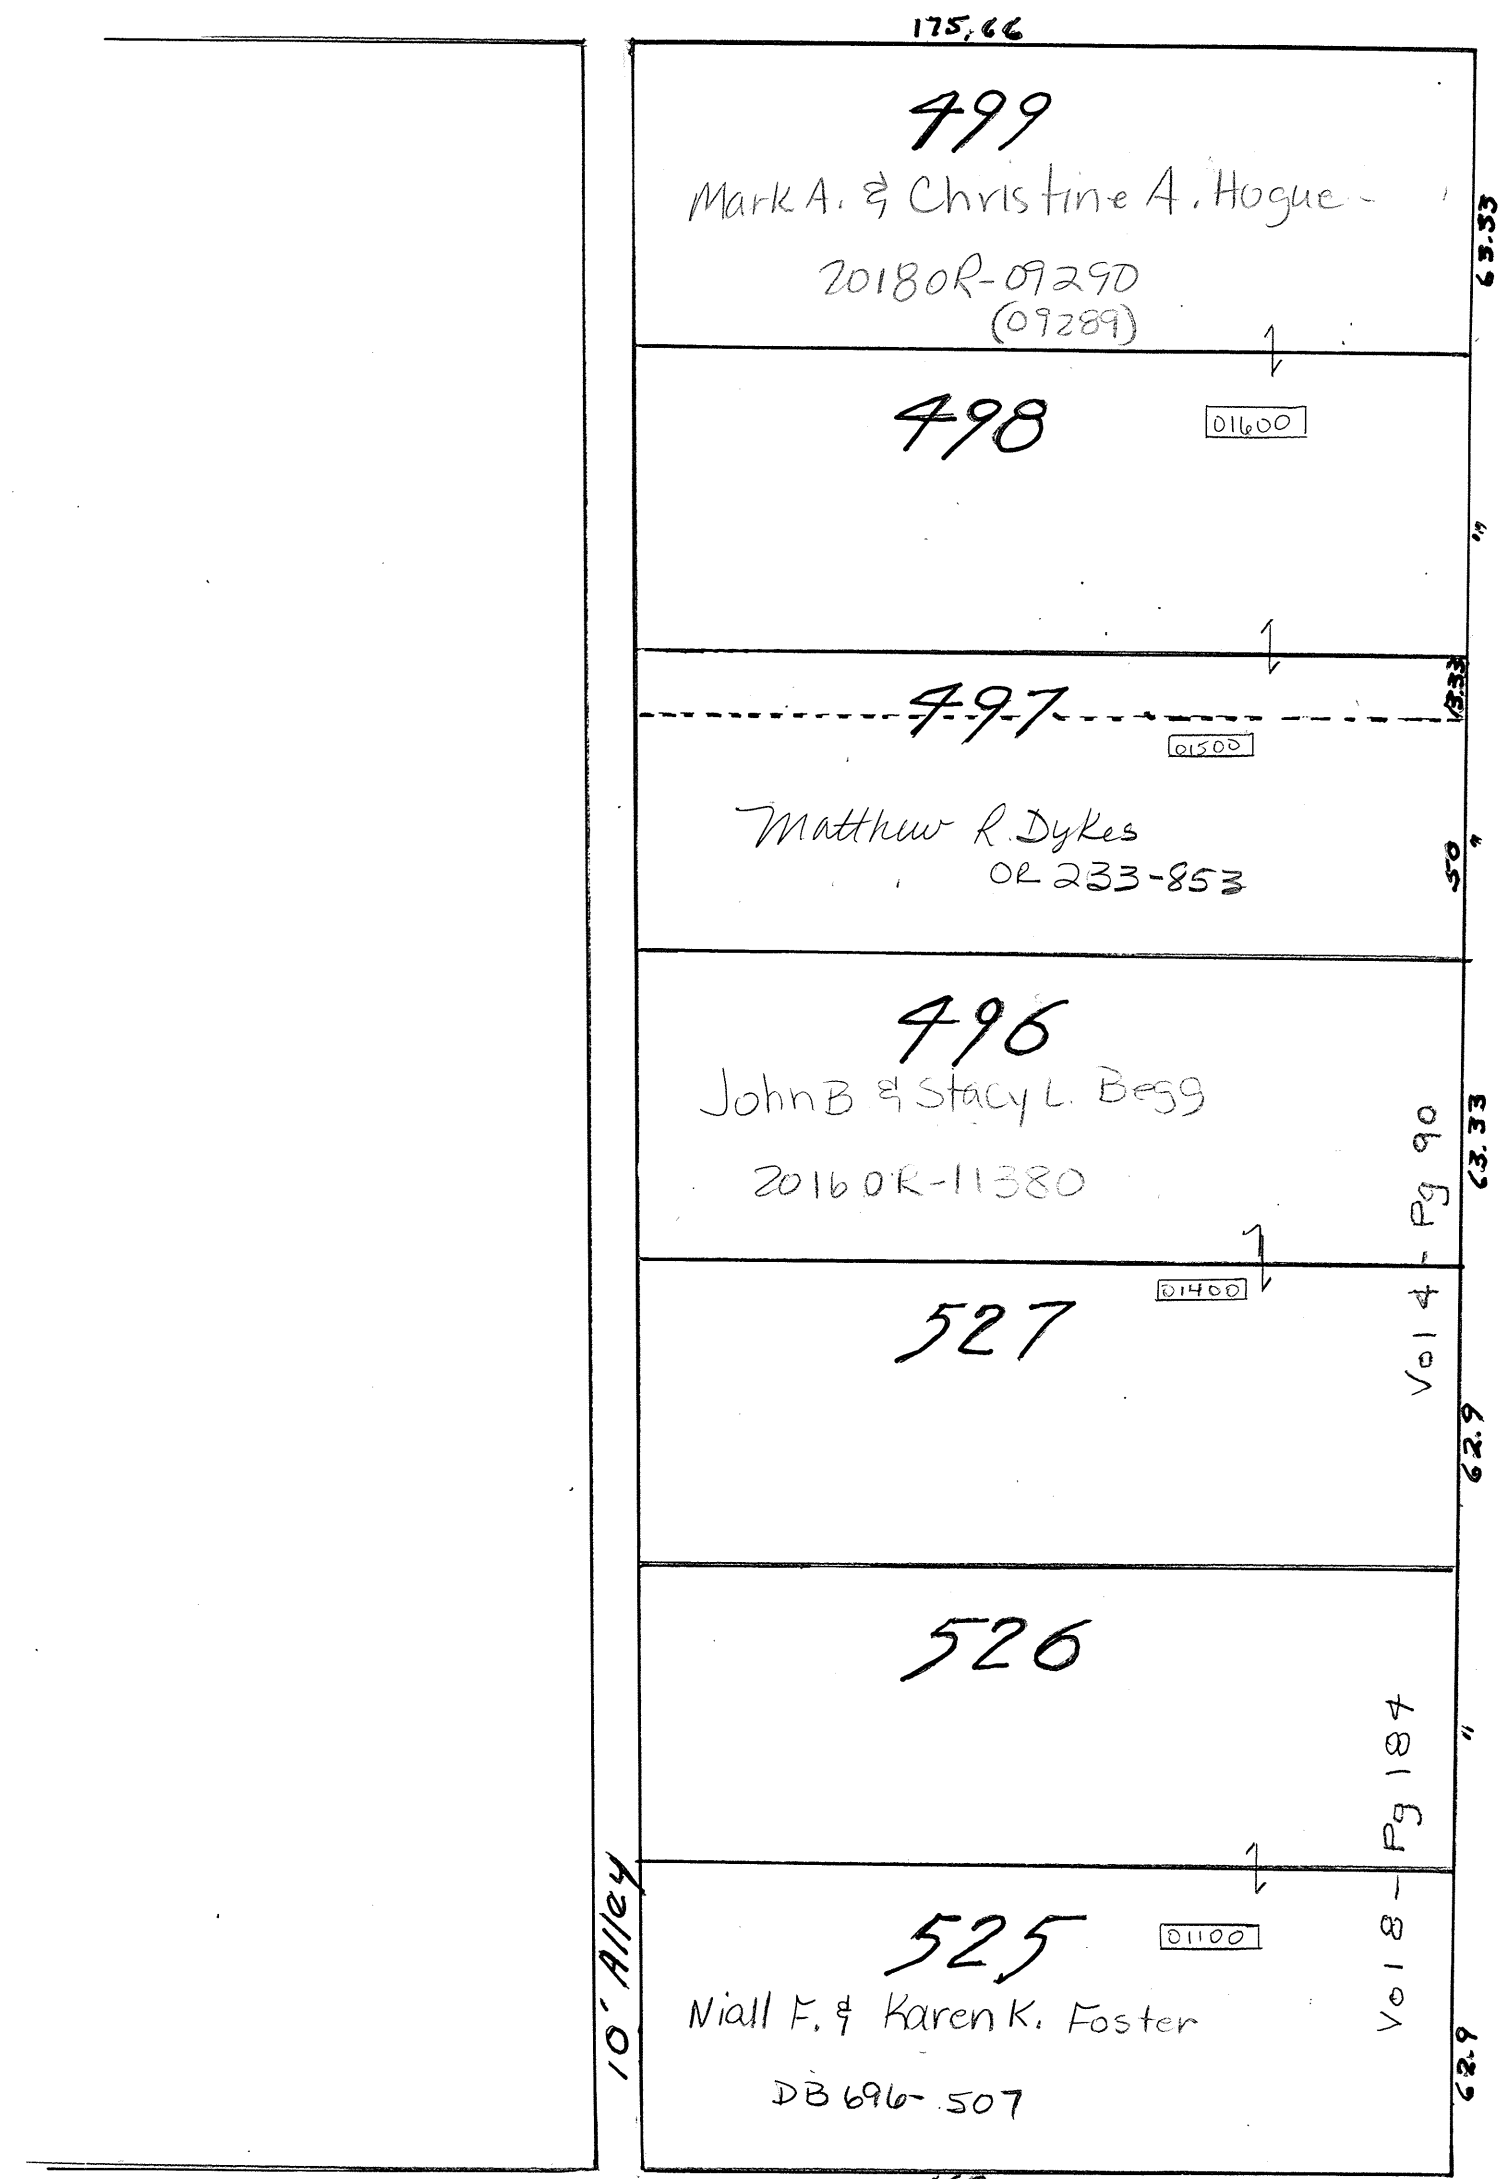 175.66
499
Mark A. & Christine A. Hogue
63.33
2018OR-09290
(09289)
498
01600
"
497
13.33
01500
Matthew R. Dykes
50 "
OR 233-853
496
John B & Stacy L. Begg
63.33
2016OR-11380
Vol 4 - Pg 90
01400
527
62.9
526
"
Vol 8 - Pg 184
10' Alley
525
01100
Niall F. & Karen K. Foster
62.9
DB 696-507